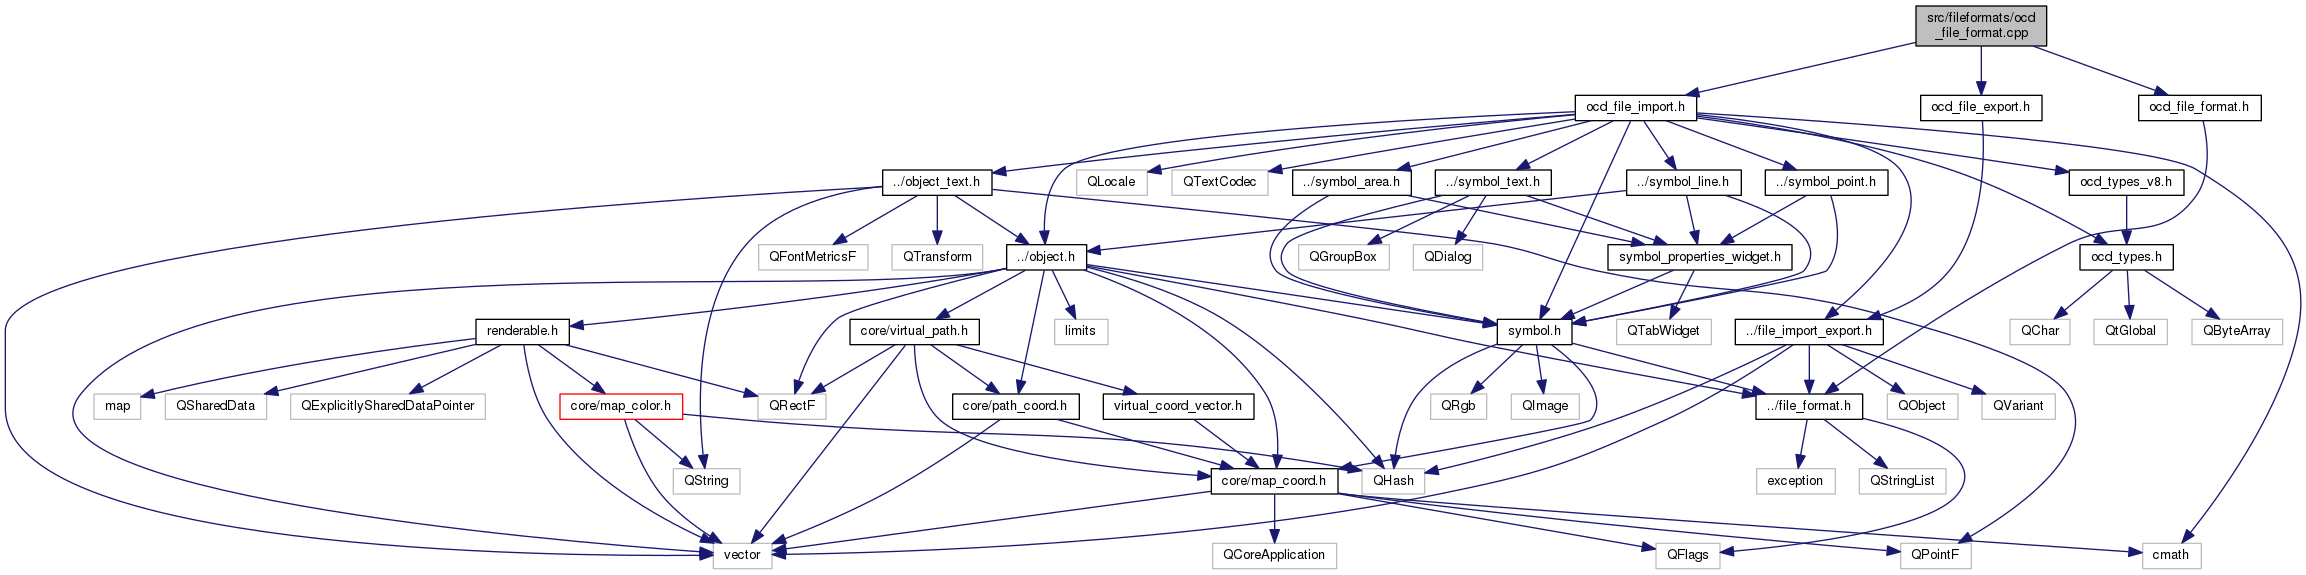 src/fileformats/ocd
_file_format.cpp
ocd_file_import.h
ocd_file_export.h
ocd_file_format.h
../object_text.h
QLocale
QTextCodec
../symbol_area.h
../symbol_text.h
../symbol_line.h
../symbol_point.h
ocd_types_v8.h
QFontMetricsF
QTransform
../object.h
QGroupBox
QDialog
symbol_properties_widget.h
ocd_types.h
renderable.h
core/virtual_path.h
limits
symbol.h
QTabWidget
../file_import_export.h
QChar
QtGlobal
QByteArray
map
QSharedData
QExplicitlySharedDataPointer
core/map_color.h
QRectF
core/path_coord.h
virtual_coord_vector.h
QRgb
QImage
../file_format.h
QObject
QVariant
QString
core/map_coord.h
QHash
exception
QStringList
vector
QCoreApplication
QFlags
QPointF
cmath